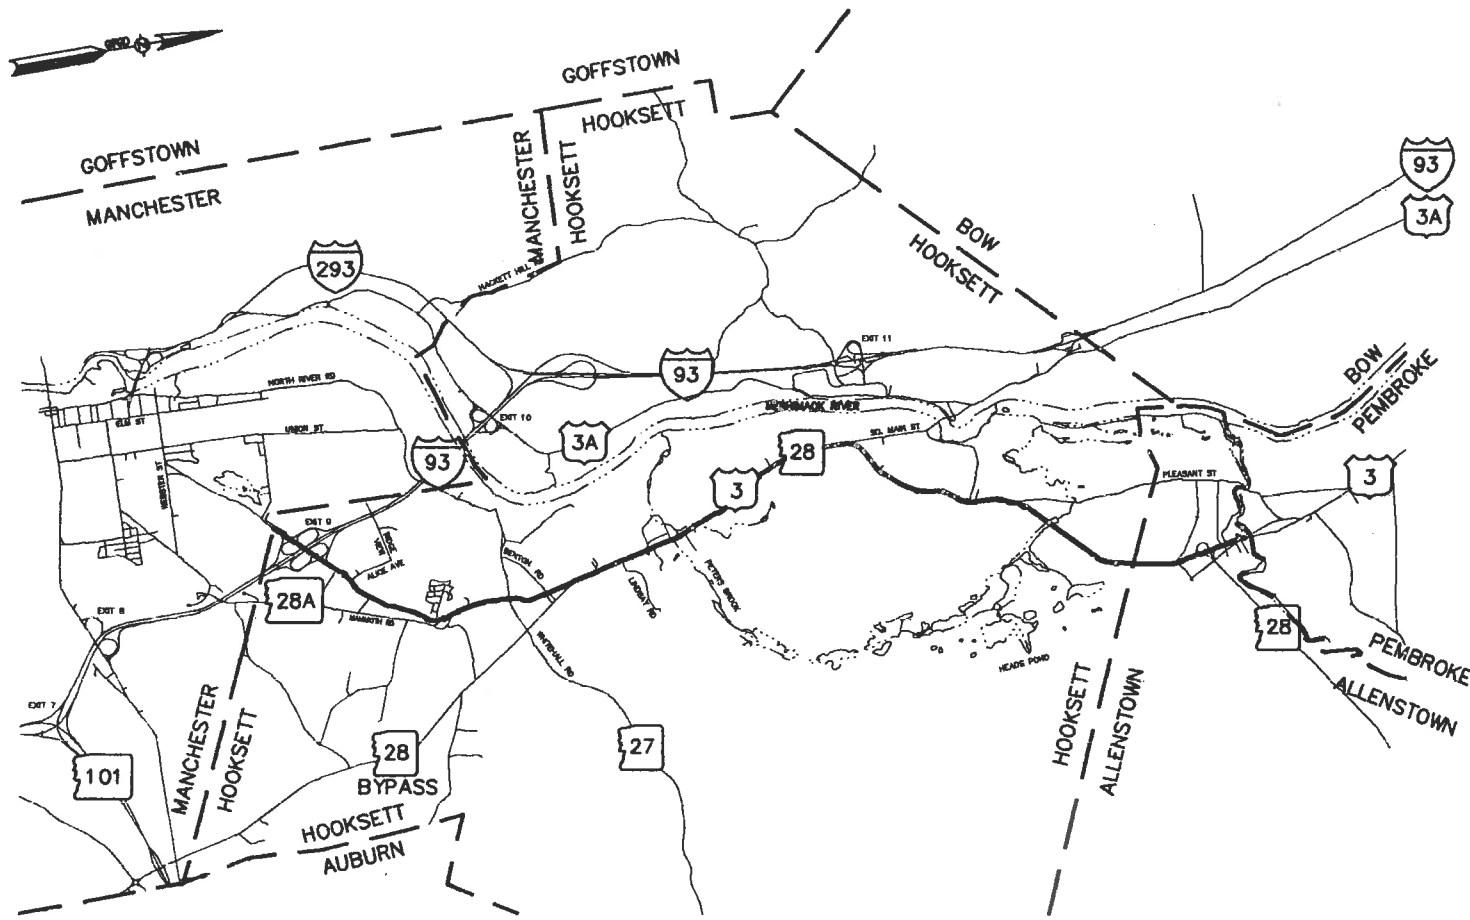 GRID
N
GOFFSTOWN
HOOKSETT
GOFFSTOWN
MANCHESTER
MANCHESTER
HOOKSETT
93
3A
BOW
HOOKSETT
293
HACKETT HILL
EXIT 11
93
BOW
PEMBROKE
NORTH RIVER RD
MERRIMACK RIVER
ELM ST
UNION ST
EXIT 10
3A
SO. MAIN ST
28
93
WEBSTER ST
3
PLEASANT ST
3
EXIT 9
ALICE AVE
BENTON RD
LINDSAY RD
PETERS BROOK
28A
EXIT 8
MAMMOTH RD
WHITEHALL RD
HEADS POND
28
PEMBROKE
ALLENSTOWN
HOOKSETT
ALLENSTOWN
EXIT 7
MANCHESTER
HOOKSETT
101
28
BYPASS
27
HOOKSETT
AUBURN